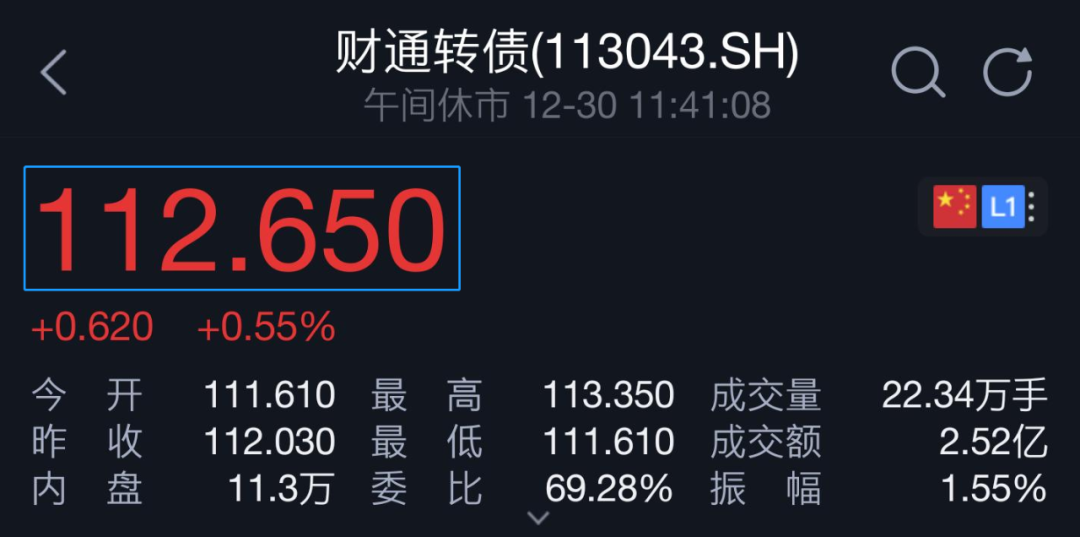 财通转债(113043.SH)
午间休市 12-30 11:41:08
112.650
L1
+0.620 +0.55%
今开 111.610 最高 113.350 成交量 22.34万手
昨收 112.030 最低 111.610 成交额 2.52亿
内盘 11.3万 委比 69.28% 振幅 1.55%